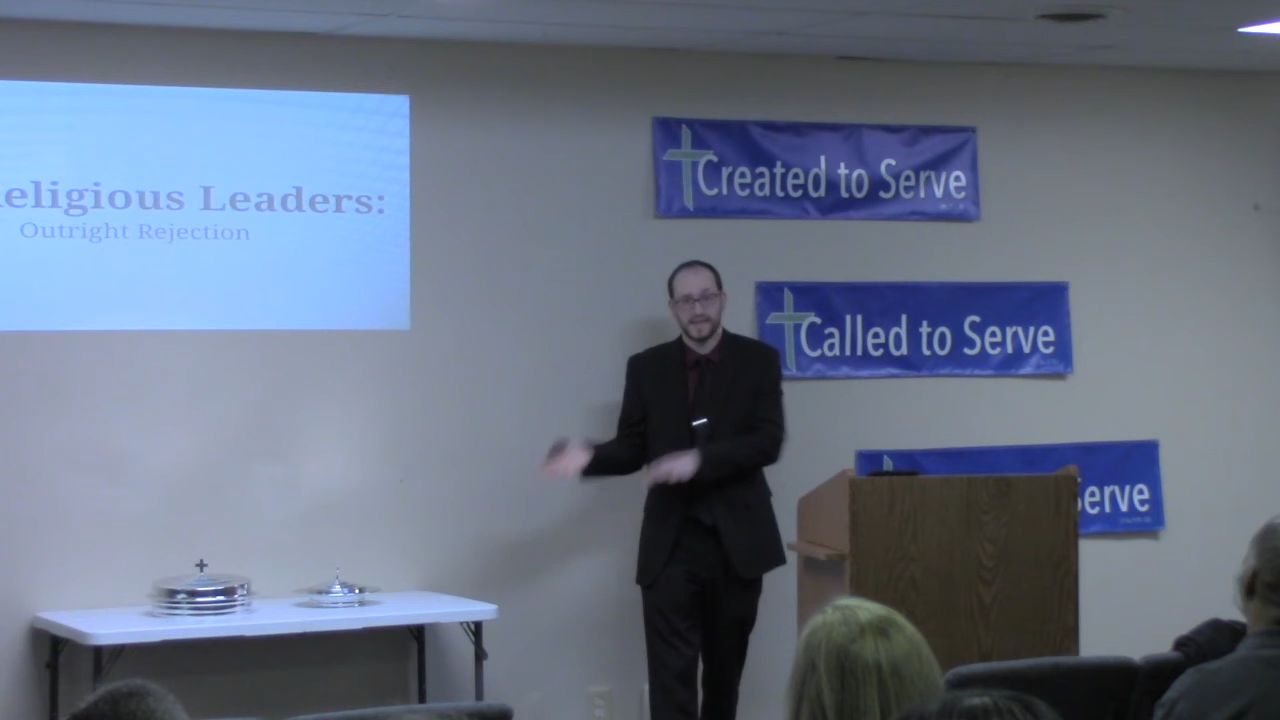 eligious Leaders:
Outright Rejection
Created to Serve
Called to Serve
Serve